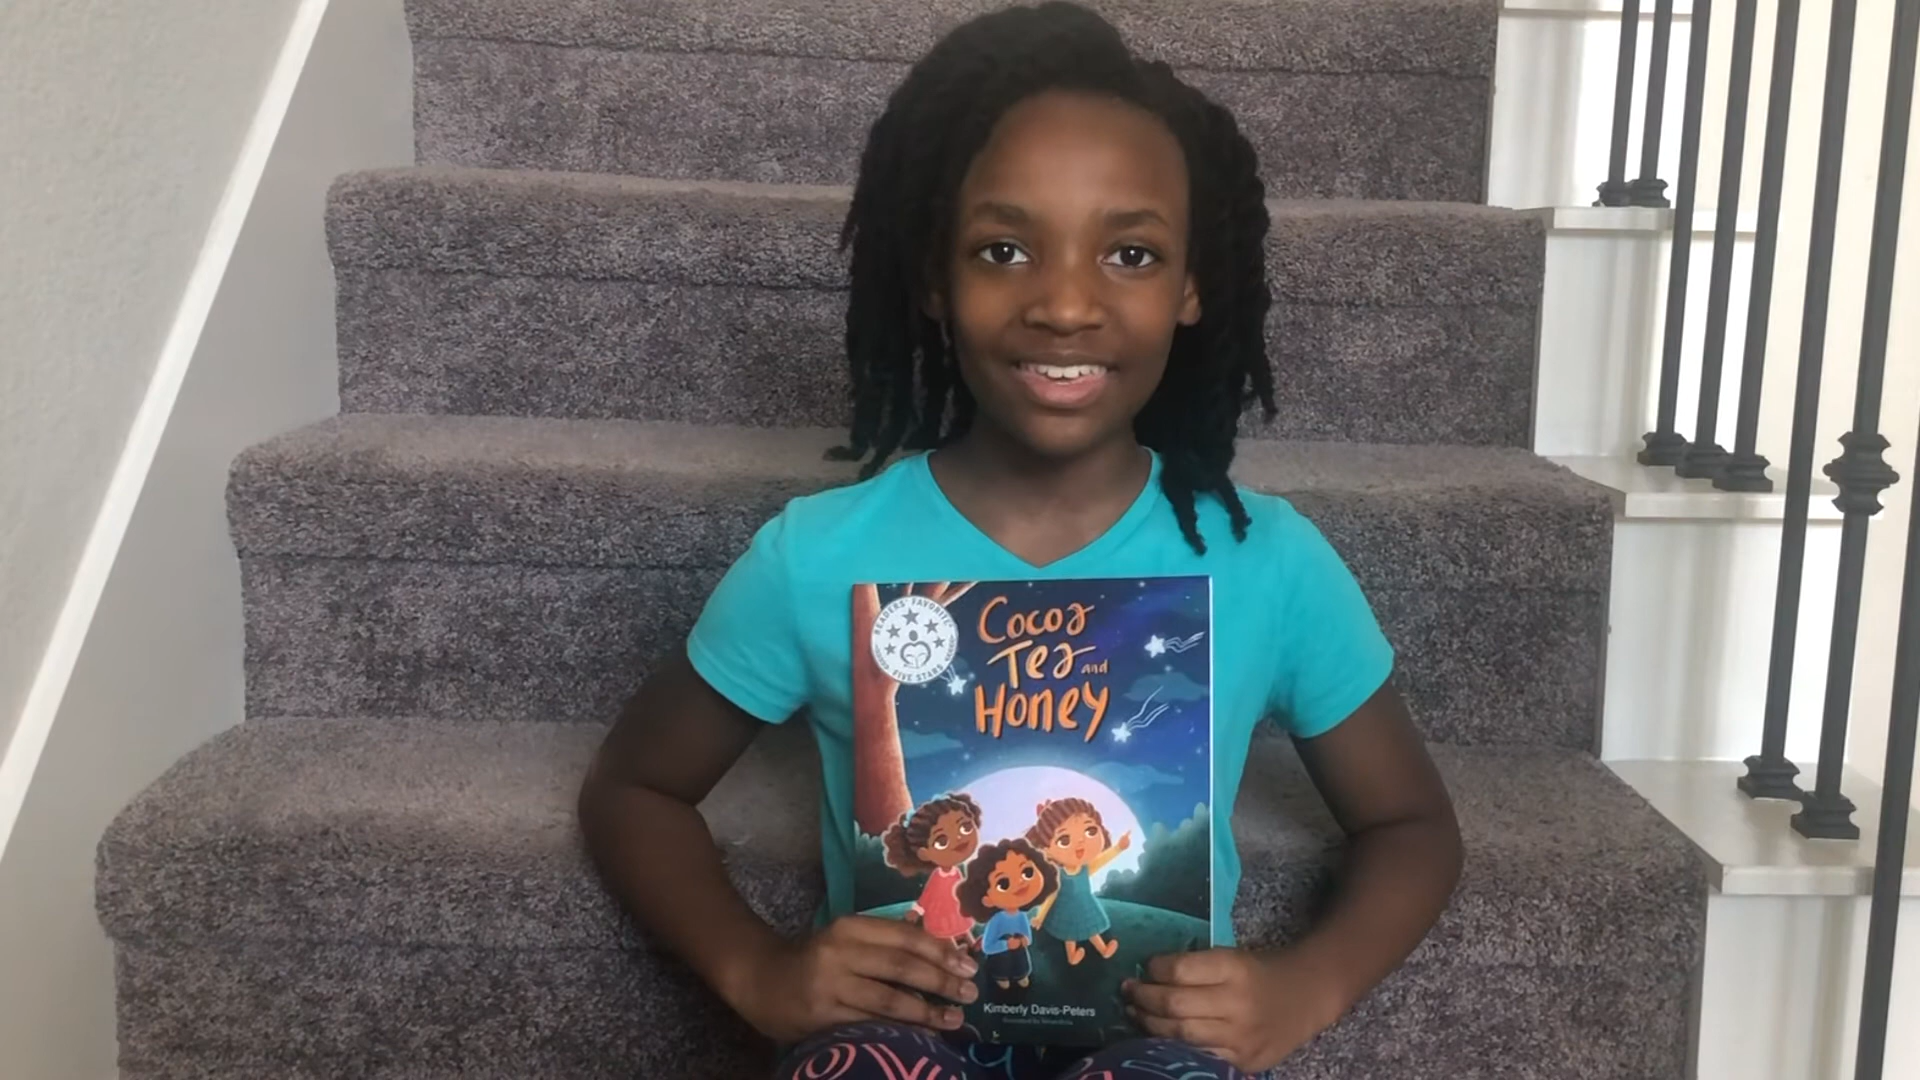 READERS' FAVORITE
FIVE STARS
Cocoa
Tea and
Honey
Kimberly Davis-Peters